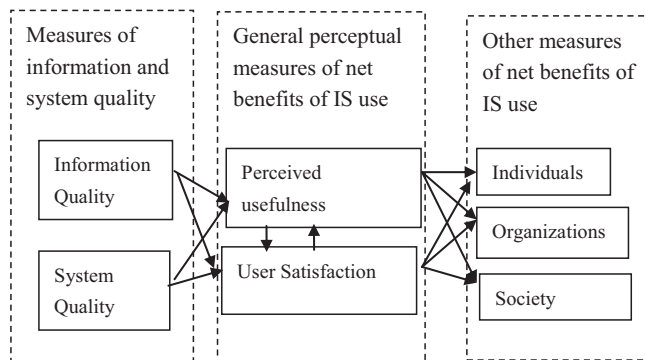 Measures of
information and
system quality
General perceptual
measures of net
benefits of IS use
Other measures
of net benefits of
IS use
Information
Quality
System
Quality
Perceived
usefulness
User Satisfaction
Individuals
Organizations
Society